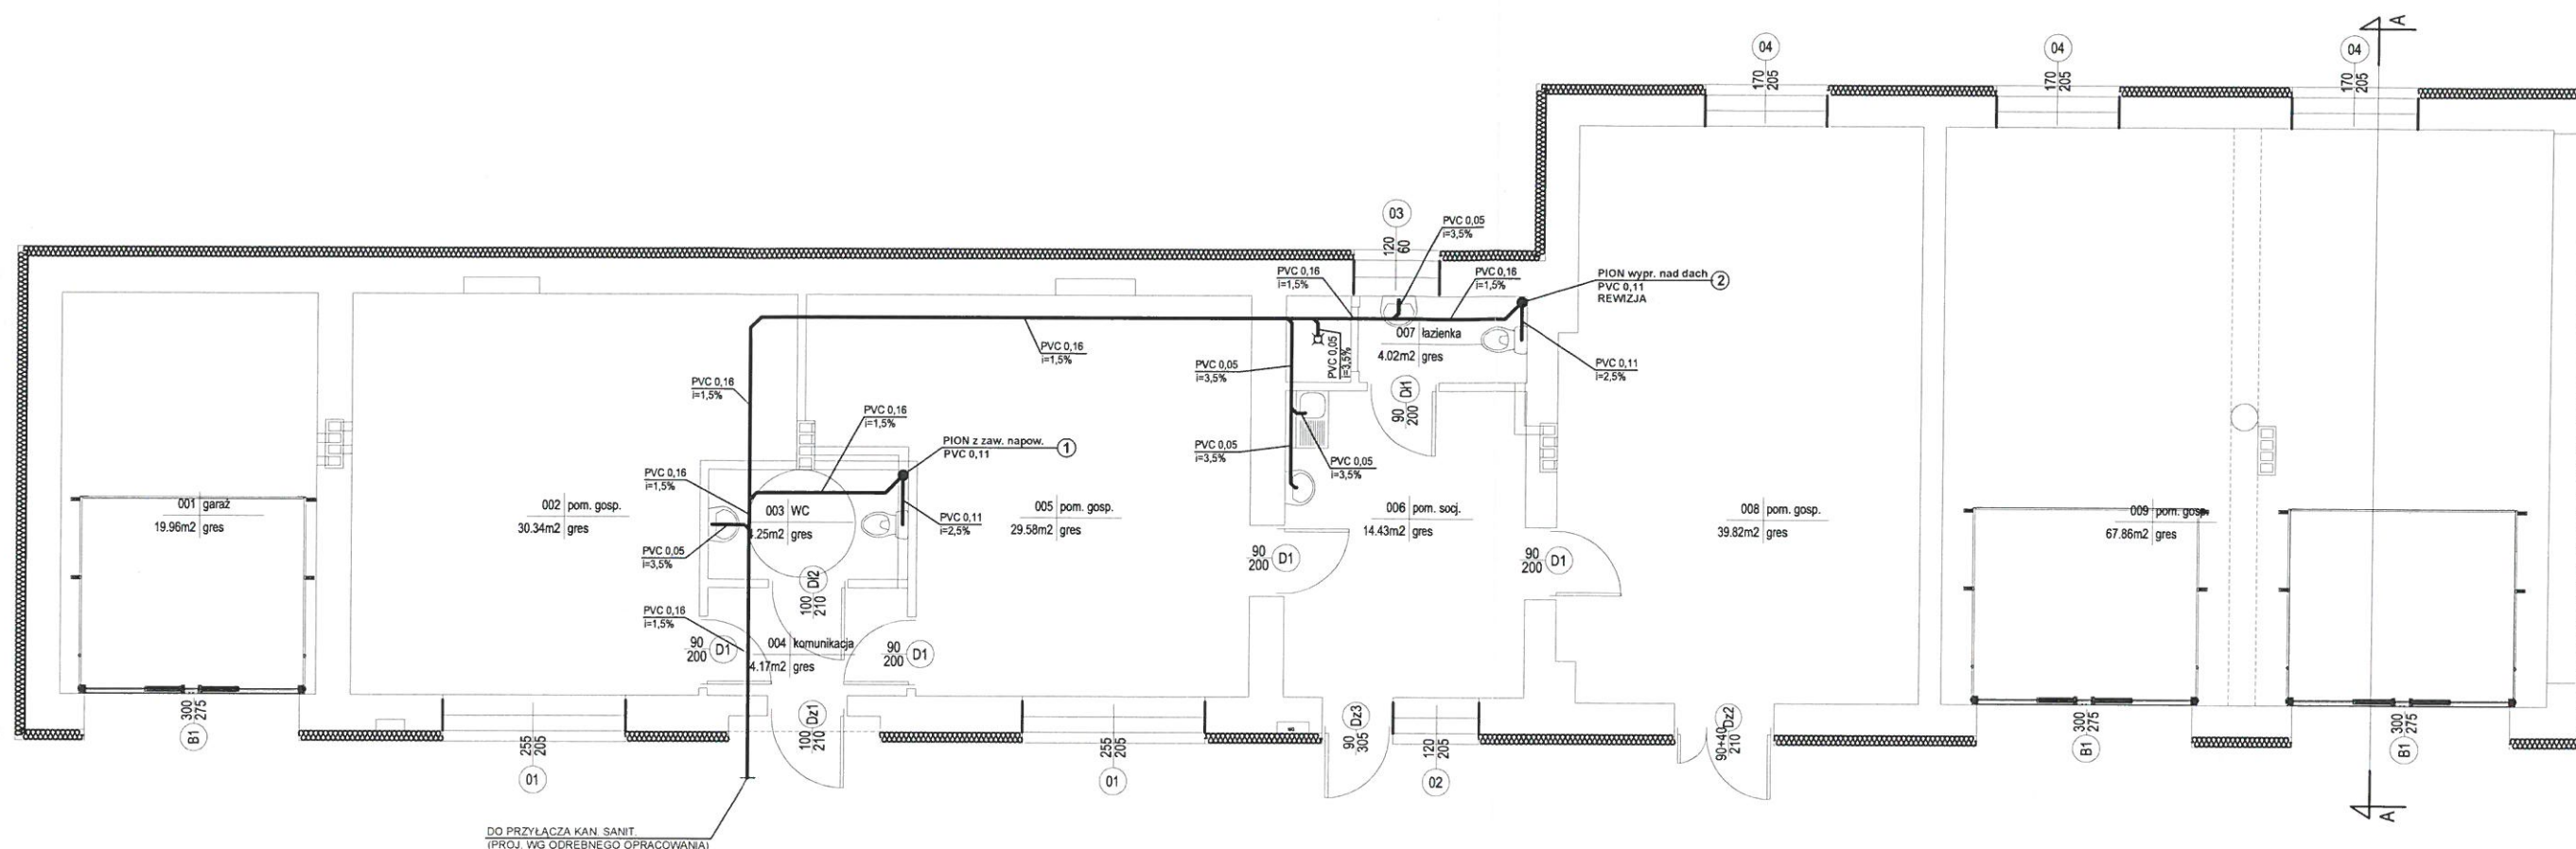 A
04
170
205
04
170
205
04
170
205
03
120
60
PVC 0,05
i=3,5%
PVC 0,16
i=1,5%
PVC 0,16
i=1,5%
PION wypr. nad dach
PVC 0,11
REWIZJA
2
PVC 0,16
i=1,5%
PVC 0,05
i=3,5%
007 łazienka
4.02m2 gres
PVC 0,05
i=3,5%
PVC 0,11
i=2,5%
PVC 0,16
i=1,5%
90
200
Dł1
PVC 0,16
i=1,5%
PION z zaw. napow.
PVC 0,11
1
PVC 0,05
i=3,5%
PVC 0,05
i=3,5%
PVC 0,16
i=1,5%
001 garaż
19.96m2 gres
002 pom. gosp.
30.34m2 gres
003 WC
.25m2 gres
PVC 0,11
i=2,5%
005 pom. gosp.
29.58m2 gres
006 pom. socj.
14.43m2 gres
008 pom. gosp.
39.82m2 gres
009 pom. gosp.
67.86m2 gres
PVC 0,05
i=3,5%
90
200
D1
90
200
D1
100
210
Dł2
PVC 0,16
i=1,5%
90
200
D1
004 komunikacja
4.17m2 gres
90
200
D1
300
275
B1
255
205
01
100
210
Dz1
255
205
01
90
305
Dz3
120
205
02
90+40
210
Dz2
300
275
B1
300
275
B1
A
DO PRZYŁĄCZA KAN. SANIT.
(PROJ. WG ODREBNEGO OPRACOWANIA)